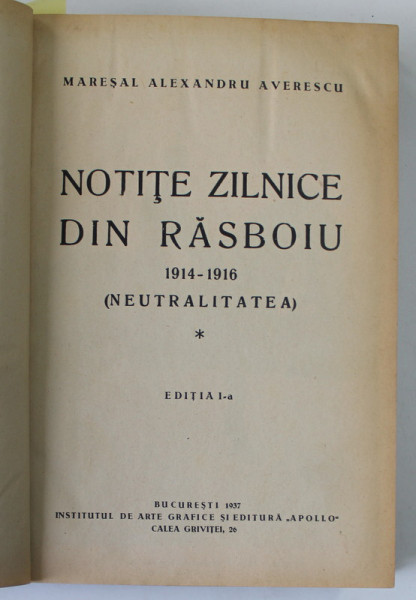 MAREŞAL ALEXANDRU AVERESCU
NOTIŢE ZILNICE
DIN RĂSBOIU
1914-1916
(NEUTRALITATEA)
*
EDIŢIA I-a
BUCUREŞTI 1937
INSTITUTUL DE ARTE GRAFICE ŞI EDITURĂ „APOLLO“
CALEA GRIVIŢEI, 26